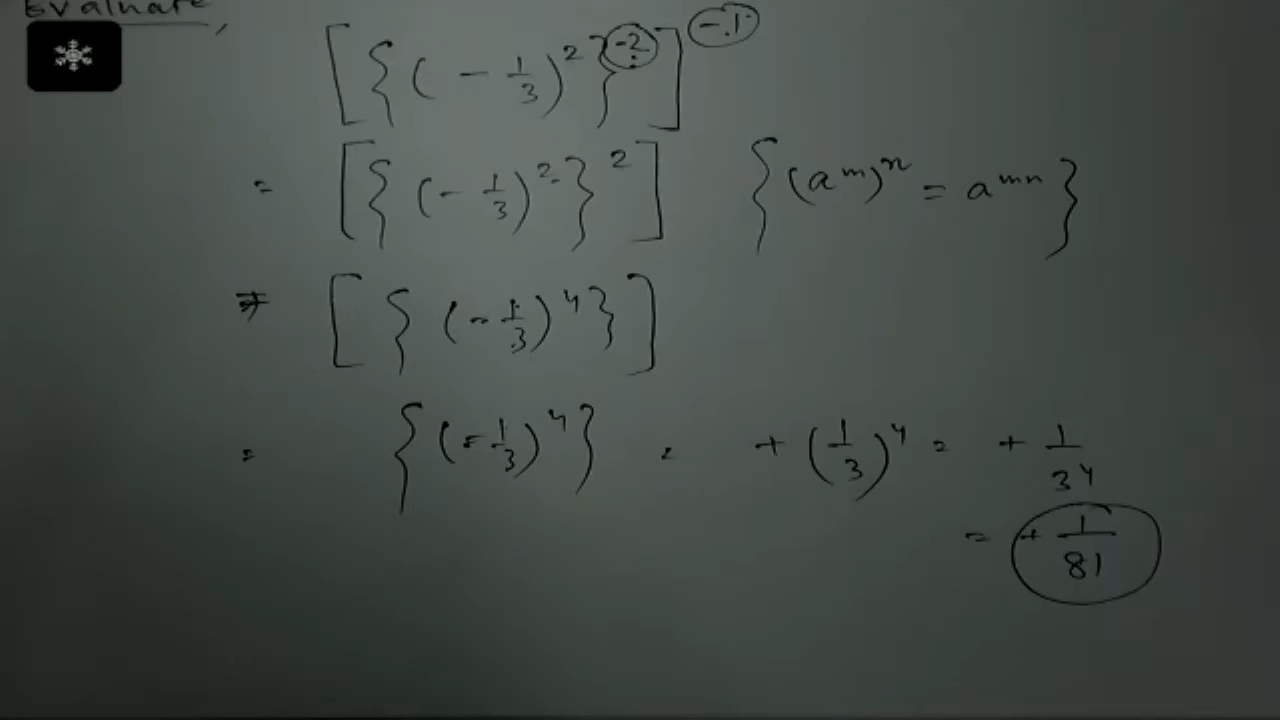 Evaluate,
[{(-1/3)^2}^-2]^-1
= [{(-1/3)^2}^2] {(a^m)^n = a^mn}
⇒ [{(-1/3)^4}]
= {(-1/3)^4} = +(1/3)^4 = + 1/3^4
= + 1/81